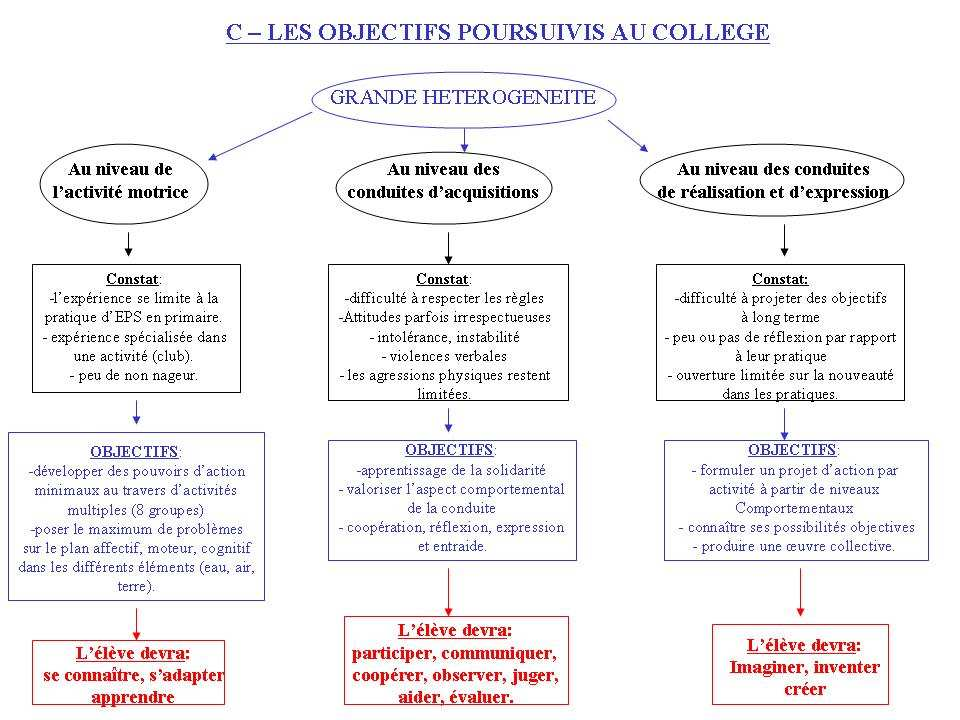 C – LES OBJECTIFS POURSUIVIS AU COLLEGE
GRANDE HETEROGENEITE
Au niveau de
l’activité motrice
Constat:
-l’expérience se limite à la
pratique d’EPS en primaire.
- expérience spécialisée dans
une activité (club).
- peu de non nageur.
OBJECTIFS:
-développer des pouvoirs d’action
minimaux au travers d’activités
multiples (8 groupes)
-poser le maximum de problèmes
sur le plan affectif, moteur, cognitif
dans les différents éléments (eau, air,
terre).
L’élève devra:
se connaître, s’adapter
apprendre
Au niveau des
conduites d’acquisitions
Constat:
-difficulté à respecter les règles
-Attitudes parfois irrespectueuses
- intolérance, instabilité
- violences verbales
- les agressions physiques restent
limitées.
OBJECTIFS:
-apprentissage de la solidarité
- valoriser l’aspect comportemental
de la conduite
- coopération, réflexion, expression
et entraide.
L’élève devra:
participer, communiquer,
coopérer, observer, juger,
aider, évaluer.
Au niveau des conduites
de réalisation et d’expression
Constat:
-difficulté à projeter des objectifs
à long terme
- peu ou pas de réflexion par rapport
à leur pratique
- ouverture limitée sur la nouveauté
dans les pratiques.
OBJECTIFS:
- formuler un projet d’action par
activité à partir de niveaux
Comportementaux
- connaître ses possibilités objectives
- produire une œuvre collective.
L’élève devra:
Imaginer, inventer
créer